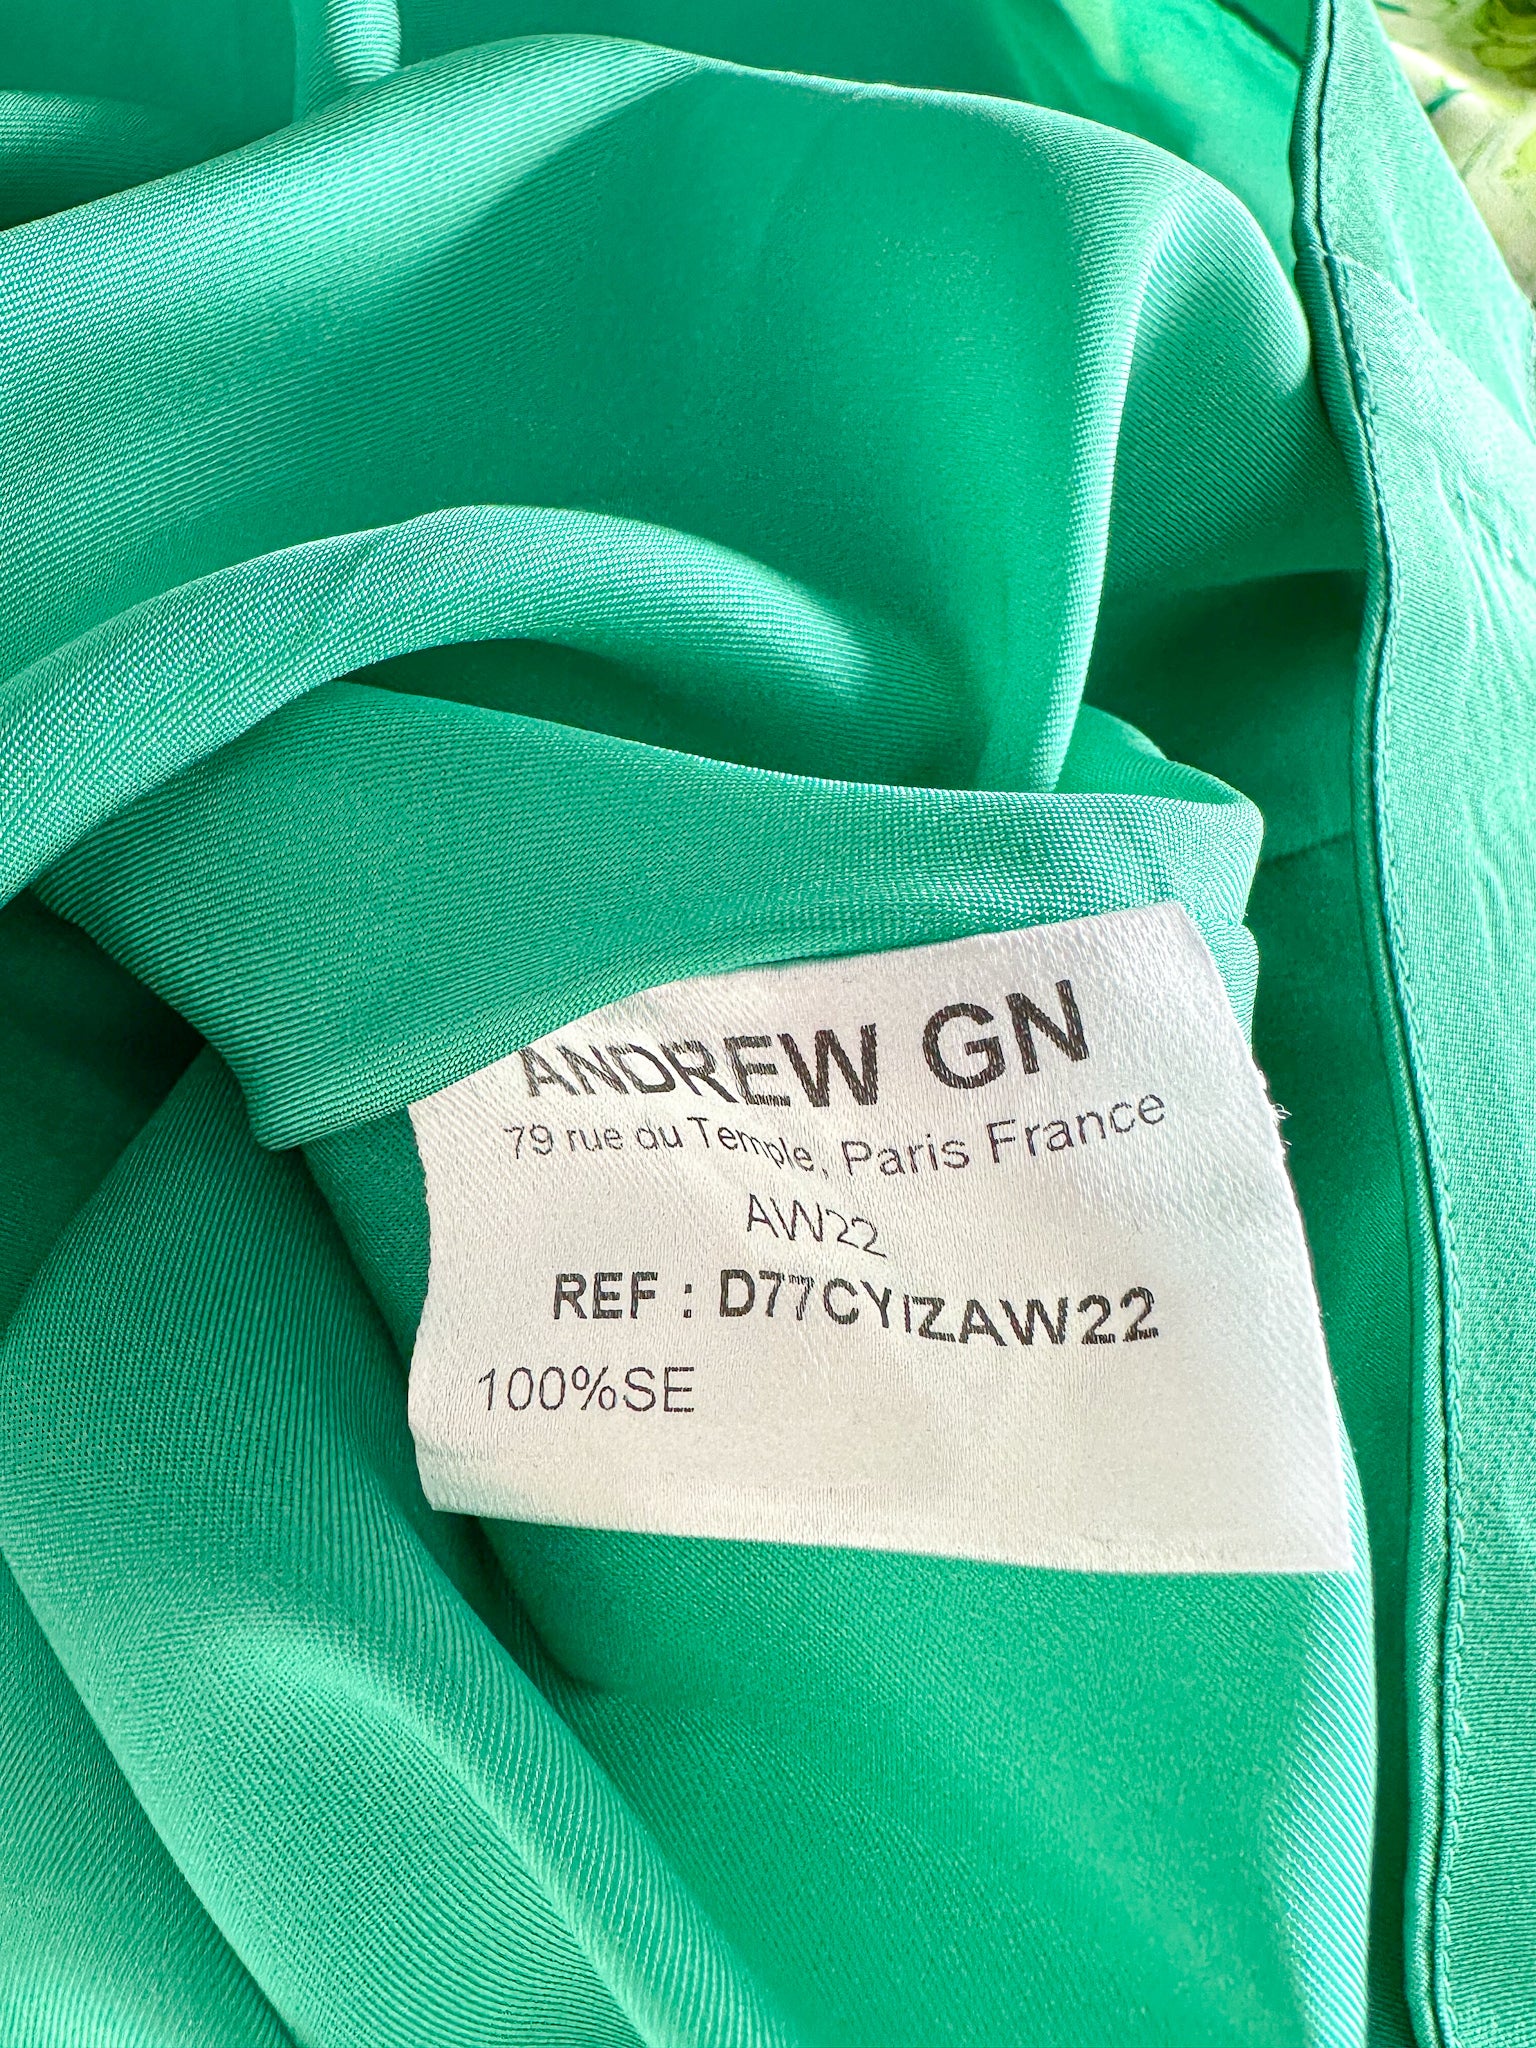 ANDREW GN
79 rue du Temple, Paris France
AW22
REF : D77CYIZAW22
100%SE